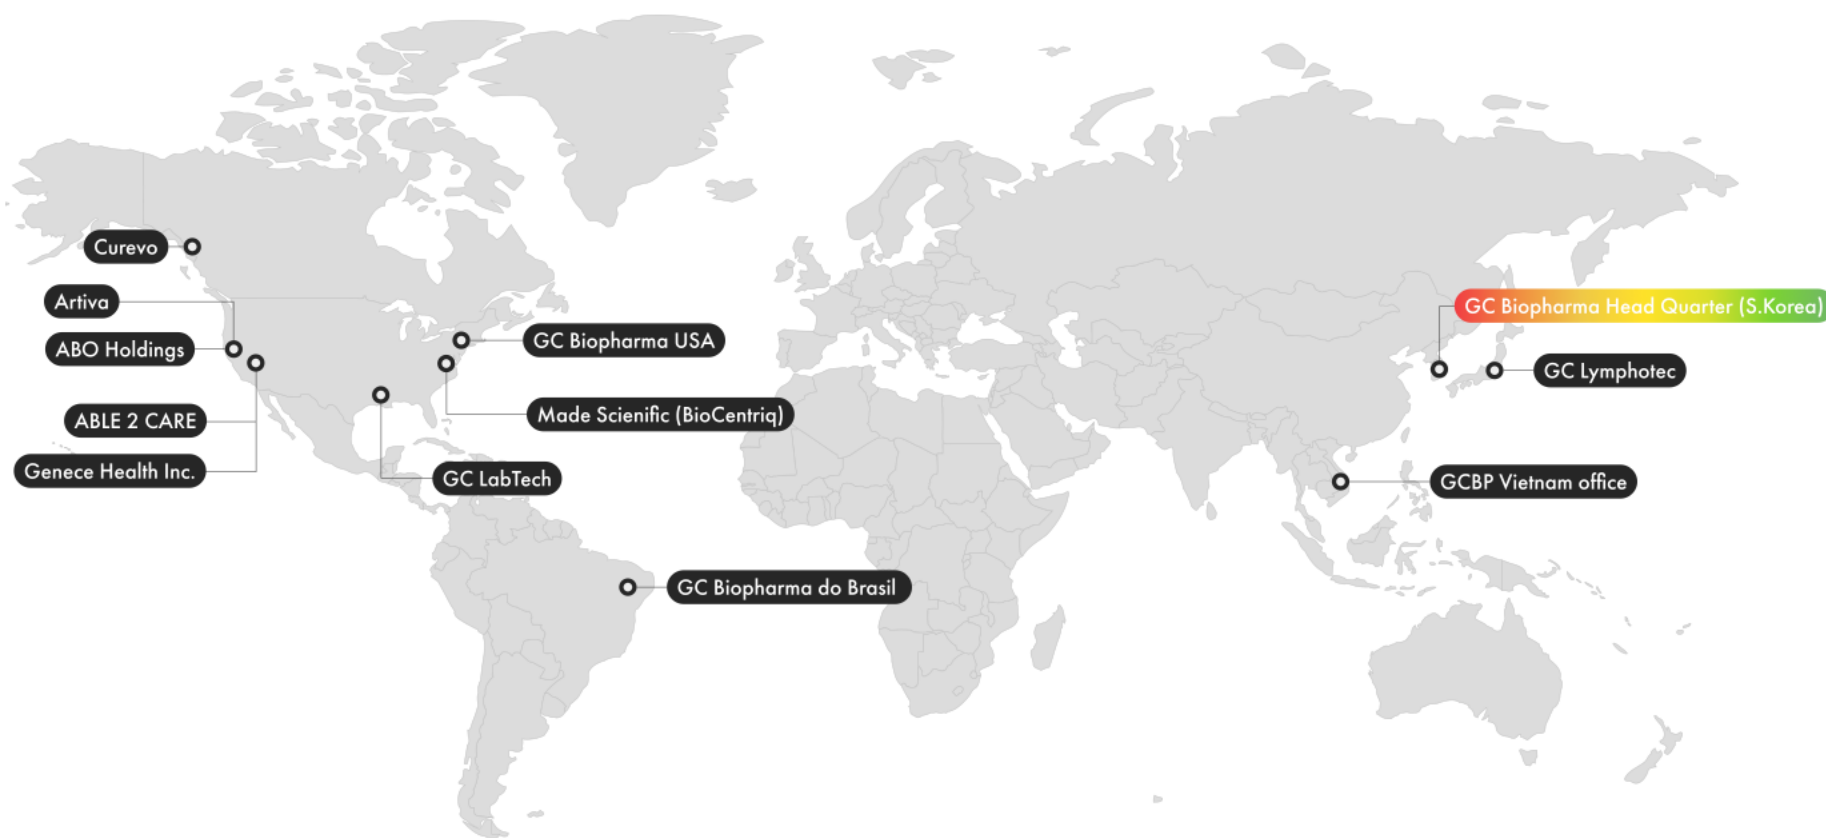 Curevo
Artiva
ABO Holdings
ABLE 2 CARE
Genece Health Inc.
GC Biopharma USA
Made Scienific (BioCentriq)
GC LabTech
GC Biopharma do Brasil
GC Biopharma Head Quarter (S.Korea)
GC Lymphotec
GCBP Vietnam office